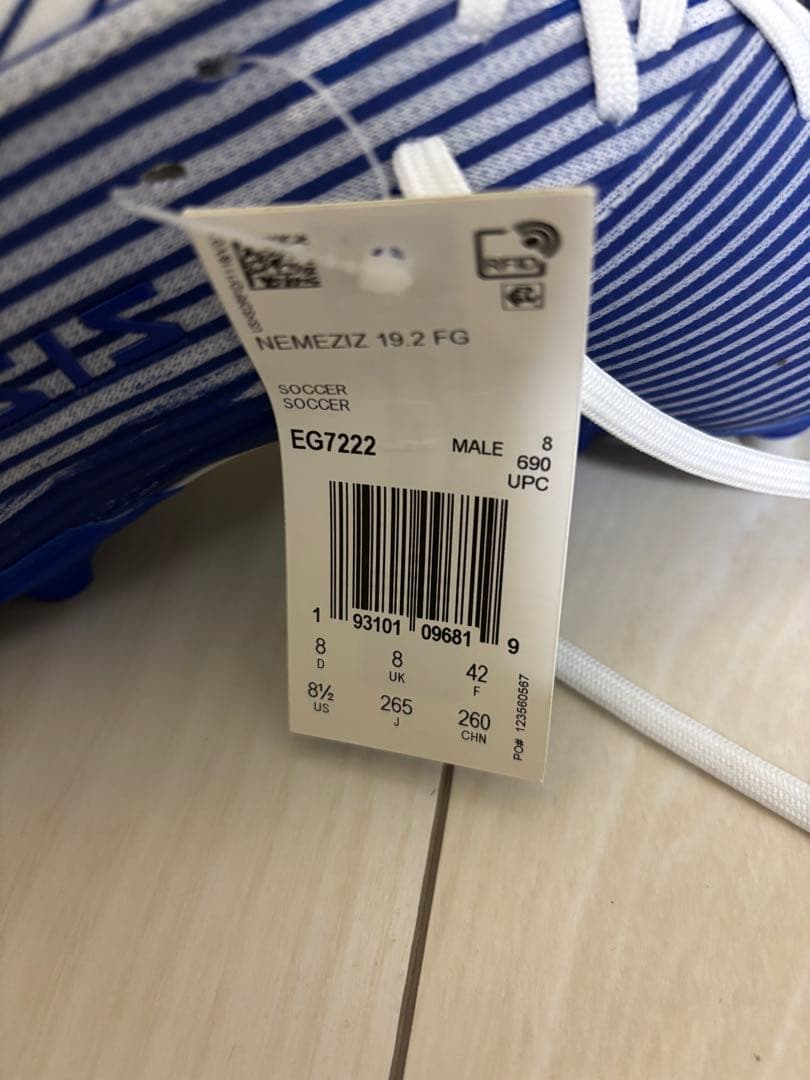 RFID
NEMEZIZ 19.2 FG
SOCCER
SOCCER
EG7222 MALE 8
690
UPC
1 93101 09681 9
8 8 42
D UK F
8½ 265 260
US J CHN
PO# 123560567